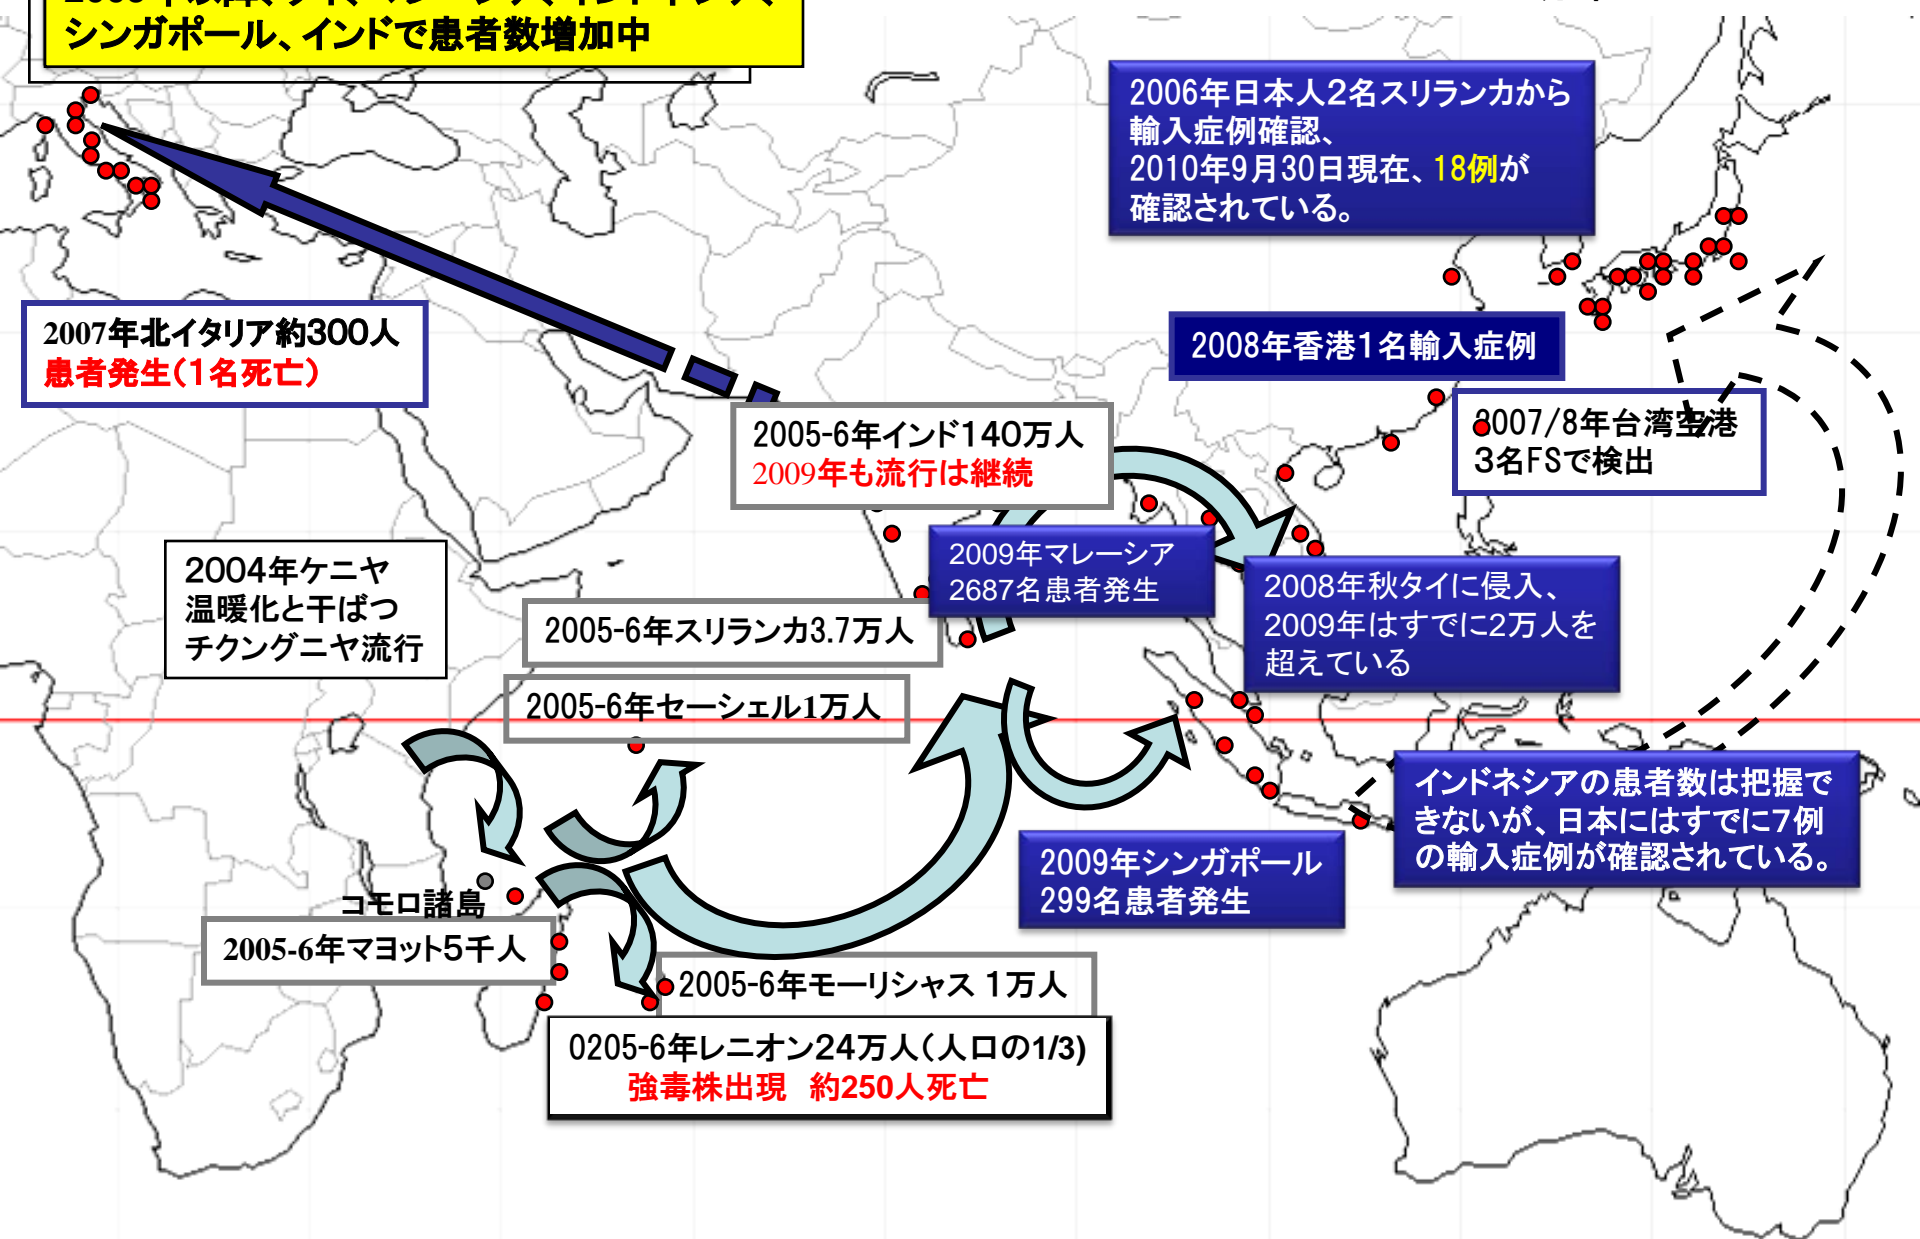 シンガポール、インドで患者数増加中
2006年日本人2名スリランカから
輸入症例確認、
2010年9月30日現在、18例が
確認されている。
2007年北イタリア約300人
患者発生(1名死亡)
2008年香港1名輸入症例
2005-6年インド140万人
2009年も流行は継続
007/8年台湾空港
3名FSで検出
2009年マレーシア
2687名患者発生
2004年ケニヤ
温暖化と干ばつ
チクングニヤ流行
2008年秋タイに侵入、
2009年はすでに2万人を
超えている
2005-6年スリランカ3.7万人
2005-6年セーシェル1万人
インドネシアの患者数は把握で
きないが、日本にはすでに7例
の輸入症例が確認されている。
2009年シンガポール
299名患者発生
コモロ諸島
2005-6年マヨット5千人
2005-6年モーリシャス 1万人
0205-6年レニオン24万人(人口の1/3)
強毒株出現 約250人死亡